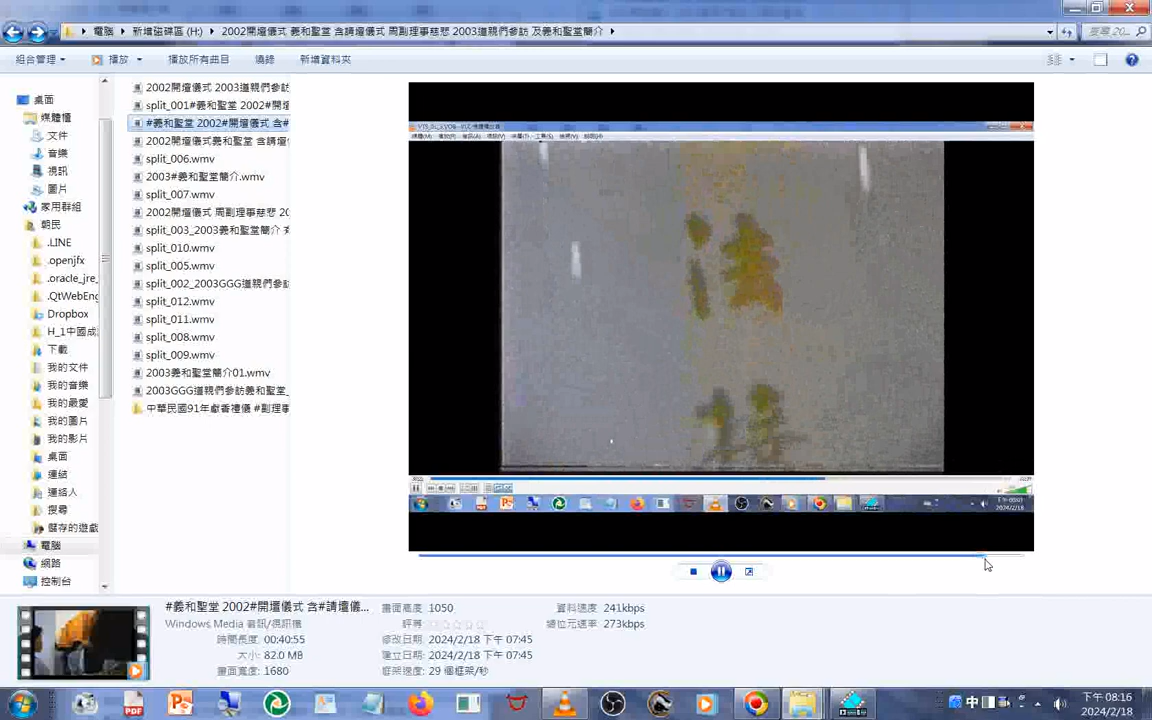 電腦 ▸ 新增磁碟區 (H:) ▸ 2002開壇儀式 義和聖堂 含請壇儀式 周副理事慈悲 2003道親們參訪 及義和聖簡介
搜尋 20...
組合管理 播放 播放所有曲目 燒錄 新增資料夾
桌面
媒體櫃
文件
音樂
視訊
圖片
家用群組
朝民
.LINE
.openjfx
.oracle_jre_
.QtWebEng
Dropbox
H_1中國成
下載
我的文件
我的音樂
我的最愛
我的圖片
我的影片
桌面
連結
連絡人
搜尋
儲存的遊戲
電腦
網路
控制台
2002開壇儀式 2003道親們參訪
split_001#義和聖堂 2002#開壇
#義和聖堂 2002#開壇儀式 含#
2002開壇儀式義和聖堂 含請壇
split_006.wmv
2003#義和聖堂簡介.wmv
split_007.wmv
2002開壇儀式 周副理事慈悲 20
split_003_2003義和聖堂簡介
split_010.wmv
split_005.wmv
split_002_2003GGG道親們參訪
split_012.wmv
split_011.wmv
split_008.wmv
split_009.wmv
2003義和聖堂簡介01.wmv
2003GGG道親們參訪義和聖堂_
中華民國91年獻香禮儀 #副理事
#義和聖堂 2002#開壇儀式 含#請壇儀...
Windows Media 音訊/視訊檔
時間長度: 00:40:55
大小: 82.0 MB
畫面寬度: 1680
畫面高度: 1050
評等:
修改日期: 2024/2/18 下午 07:45
建立日期: 2024/2/18 下午 07:45
框架速度: 29 個框架/秒
資料速度: 241kbps
總位元速率: 273kbps
2024/2/18
PDF
中
下午 08:16
2024/2/18